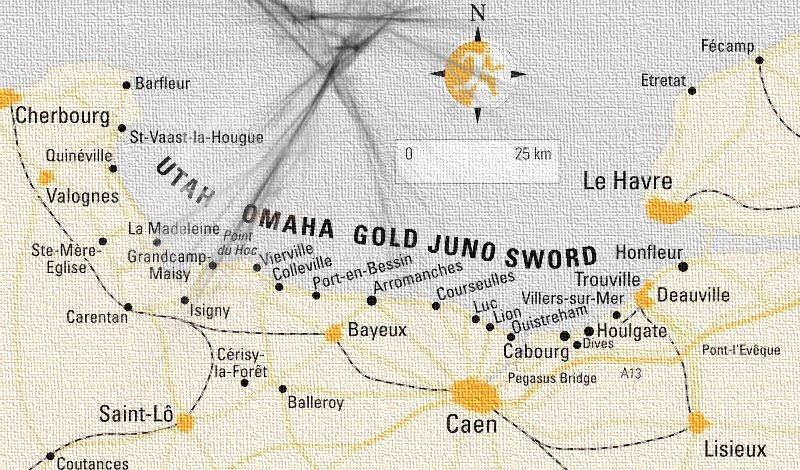 N
Fécamp
Etretat
Barfleur
Cherbourg
St-Vaast-la-Hougue
0 25 km
Quinéville
UTAH
Valognes
Le Havre
OMAHA GOLD JUNO SWORD
La Madeleine
Point
du Hoc
Ste-Mère-
Eglise
Grandcamp-
Maisy
Vierville
Colleville
Port-en-Bessin
Arromanches
Courseulles
Luc
Lion
Ouistreham
Villers-sur-Mer
Trouville
Honfleur
Deauville
Carentan
Isigny
Bayeux
Houlgate
Dives
Cabourg
Pont-l'Evêque
Cérisy-
la-Forêt
Pegasus Bridge
A13
Balleroy
Saint-Lô
Caen
Lisieux
Coutances